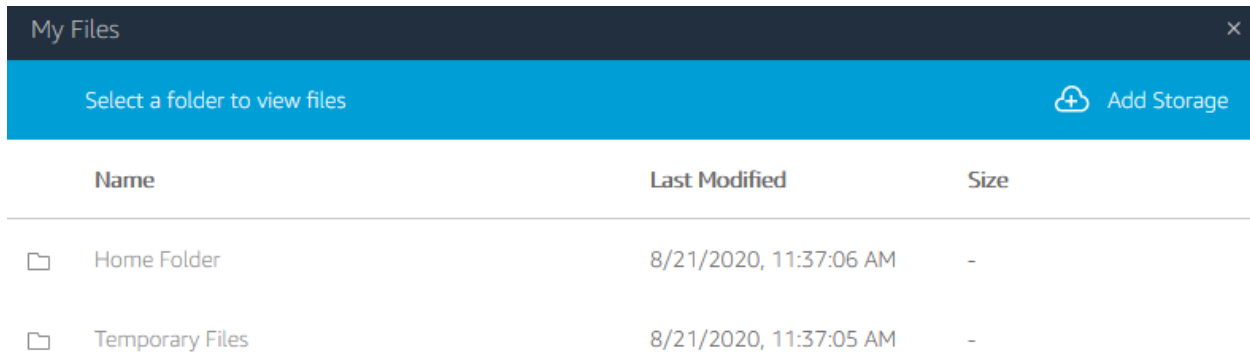 My Files ×
Select a folder to view files Add Storage
Name Last Modified Size
Home Folder 8/21/2020, 11:37:06 AM -
Temporary Files 8/21/2020, 11:37:05 AM -